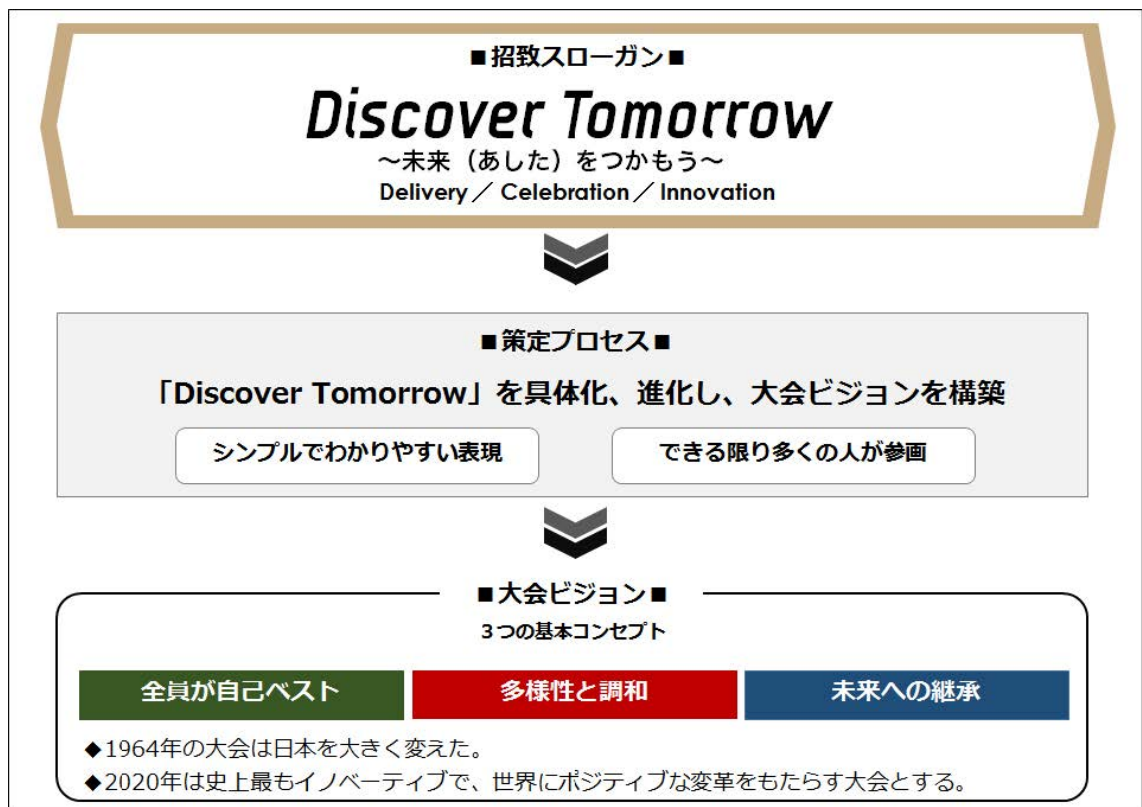 ■招致スローガン■
Discover Tomorrow
～未来（あした）をつかもう～
Delivery／Celebration／Innovation
■策定プロセス■
「Discover Tomorrow」を具体化、進化し、大会ビジョンを構築
シンプルでわかりやすい表現
できる限り多くの人が参画
■大会ビジョン■
３つの基本コンセプト
全員が自己ベスト
多様性と調和
未来への継承
◆1964年の大会は日本を大きく変えた。
◆2020年は史上最もイノベーティブで、世界にポジティブな変革をもたらす大会とする。